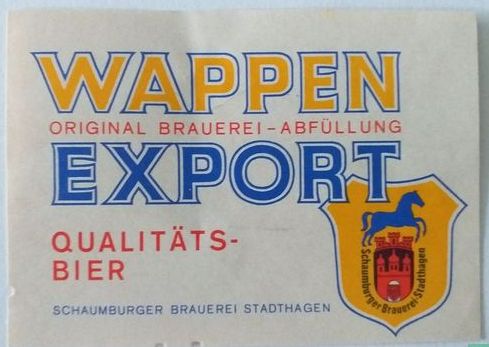 WAPPEN
ORIGINAL BRAUEREI-ABFÜLLUNG
EXPORT
QUALITÄTS-
BIER
SCHAUMBURGER BRAUEREI STADTHAGEN
Schaumburger Brauerei · Stadthagen